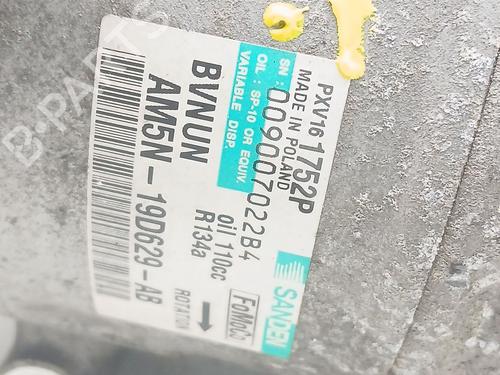 PXV16 1752P
MADE IN POLAND
SN: 009007022B4
OIL: SP-10 OR EQUIV.
VARIABLE DISP.
SANDEN
BVNUN
oil 110cc
R134a
FoMoCo
AM5N-19D629-AB
ROTATION
B-PARTS